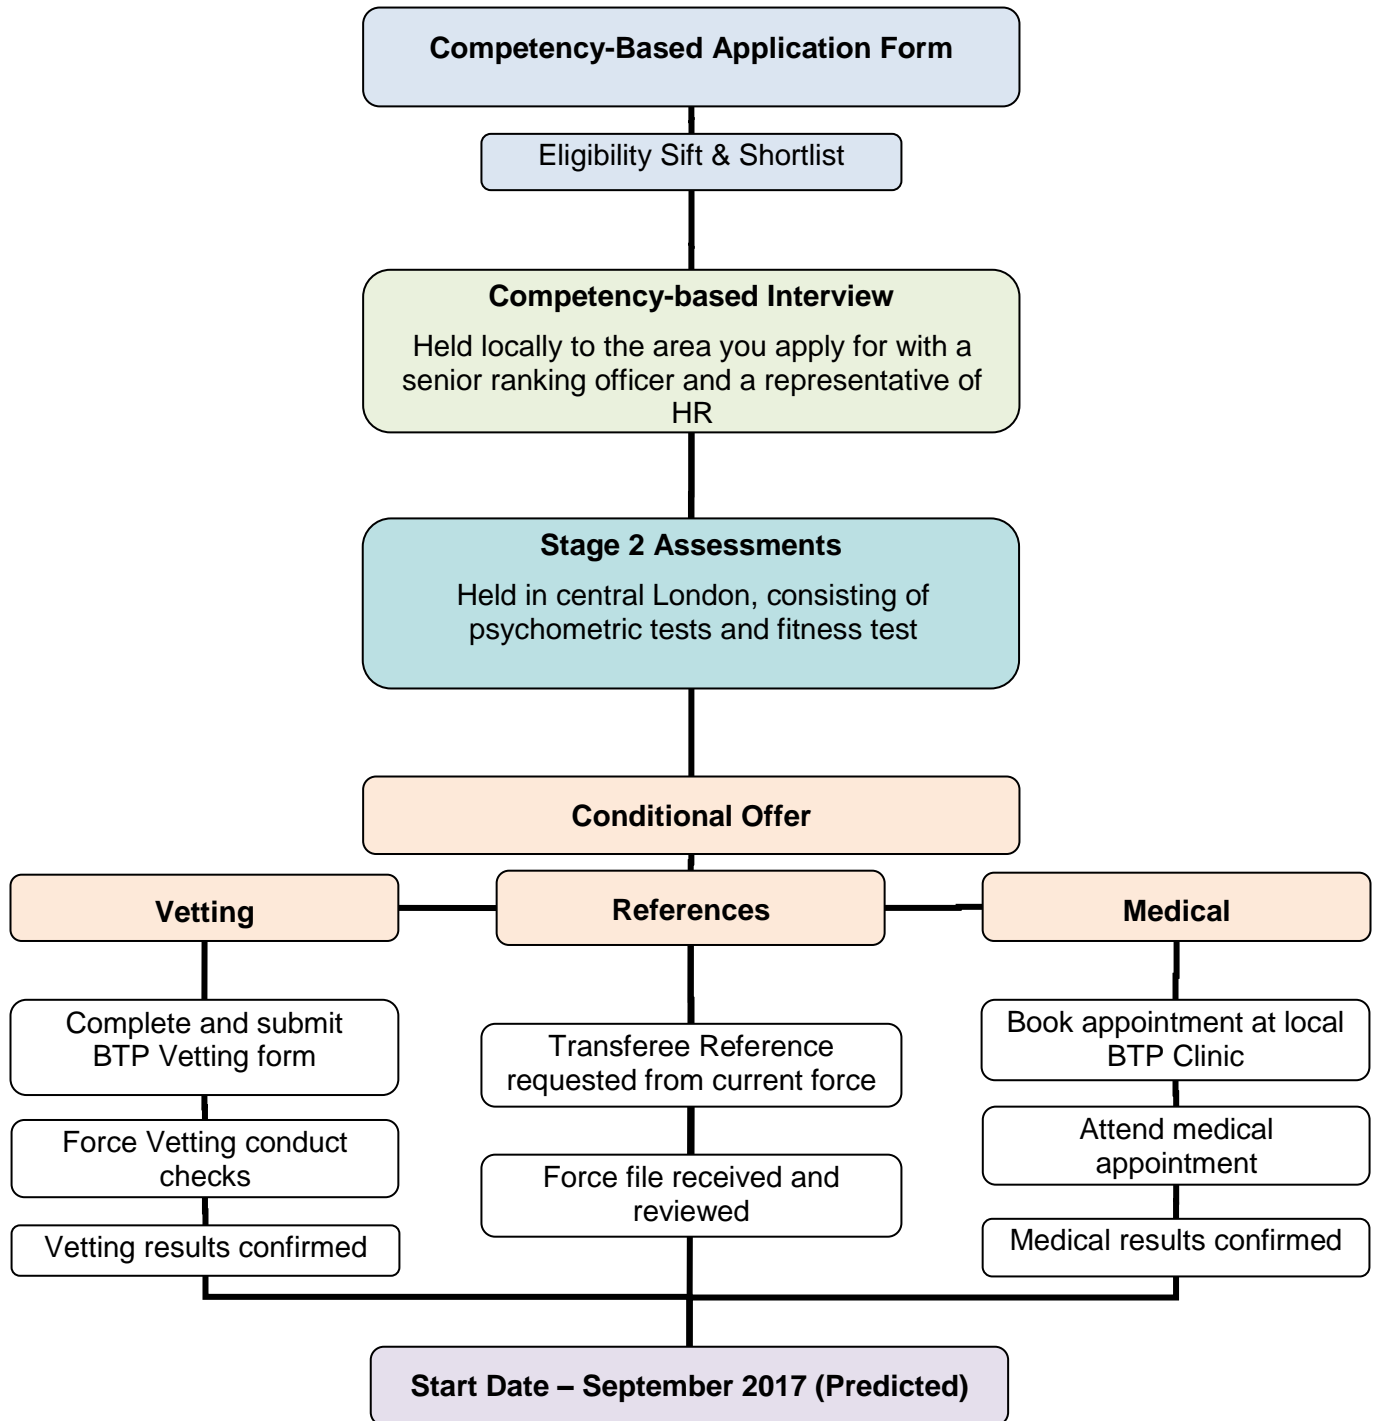 Competency-Based Application Form
Eligibility Sift & Shortlist
Competency-based Interview
Held locally to the area you apply for with a
senior ranking officer and a representative of
HR
Stage 2 Assessments
Held in central London, consisting of
psychometric tests and fitness test
Conditional Offer
Vetting
References
Medical
Complete and submit
BTP Vetting form
Force Vetting conduct
checks
Vetting results confirmed
Transferee Reference
requested from current force
Force file received and
reviewed
Book appointment at local
BTP Clinic
Attend medical
appointment
Medical results confirmed
Start Date – September 2017 (Predicted)